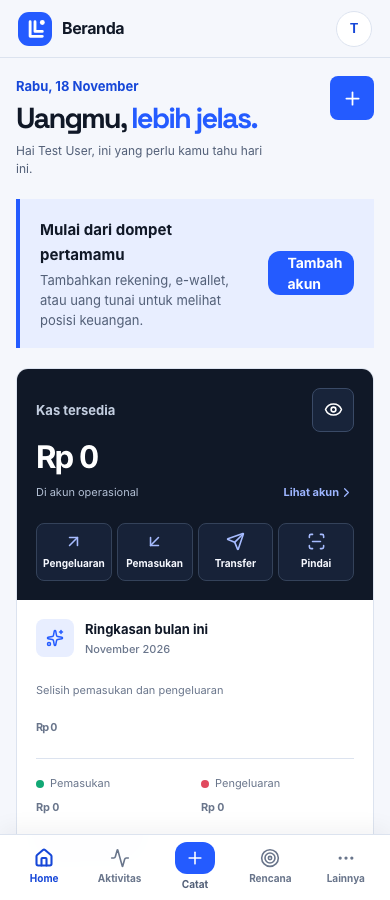 Beranda
T
Rabu, 18 November
Uangmu, lebih jelas.
Hai Test User, ini yang perlu kamu tahu hari
ini.
Mulai dari dompet
pertamamu
Tambahkan rekening, e-wallet,
atau uang tunai untuk melihat
posisi keuangan.
Tambah
akun
Kas tersedia
Rp 0
Di akun operasional
Lihat akun
Pengeluaran
Pemasukan
Transfer
Pindai
Ringkasan bulan ini
November 2026
Selisih pemasukan dan pengeluaran
Rp 0
Pemasukan
Pengeluaran
Rp 0
Rp 0
Home
Aktivitas
Catat
Rencana
Lainnya